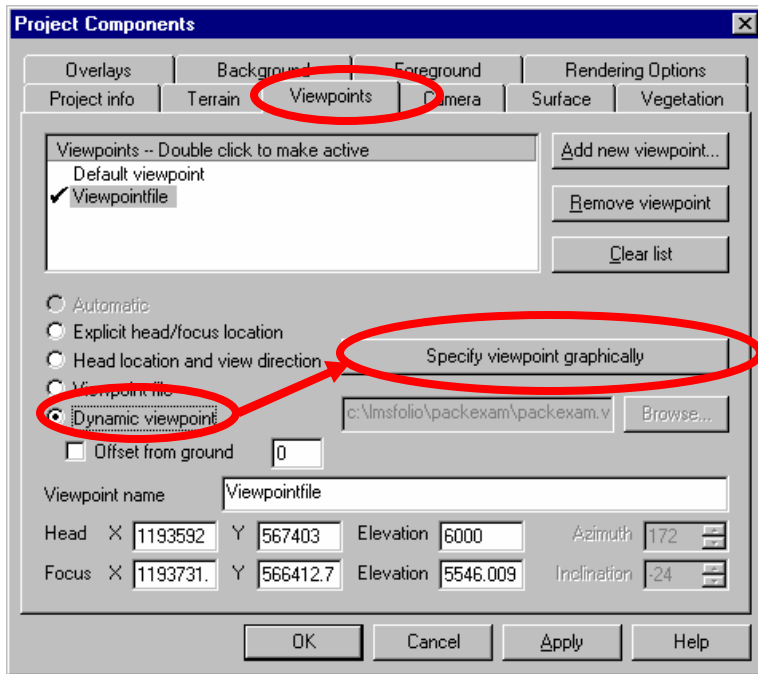 Project Components
Overlays Background Foreground Rendering Options
Project info Terrain Viewpoints Camera Surface Vegetation
Viewpoints -- Double click to make active
Default viewpoint
Viewpointfile
Add new viewpoint...
Remove viewpoint
Clear list
Automatic
Explicit head/focus location
Head location and view direction
Specify viewpoint graphically
Viewpoint file
Dynamic viewpoint
c:\lmsfolio\packexam\packexam.v Browse...
Offset from ground 0
Viewpoint name Viewpointfile
Head X 1193592 Y 567403 Elevation 6000 Azimuth 172
Focus X 1193731. Y 566412.7 Elevation 5546.009 Inclination -24
OK Cancel Apply Help